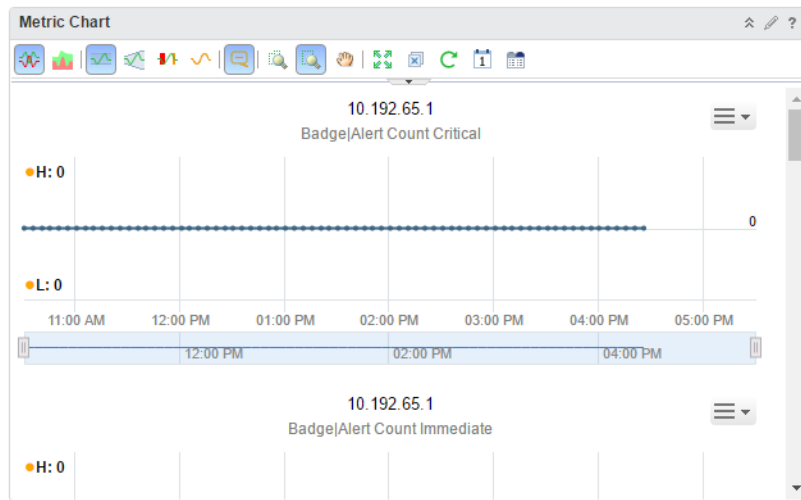 Metric Chart
?
1
10.192.65.1
Badge|Alert Count Critical
H: 0
0
L: 0
11:00 AM 12:00 PM 01:00 PM 02:00 PM 03:00 PM 04:00 PM 05:00 PM
12:00 PM 02:00 PM 04:00 PM
10.192.65.1
Badge|Alert Count Immediate
H: 0